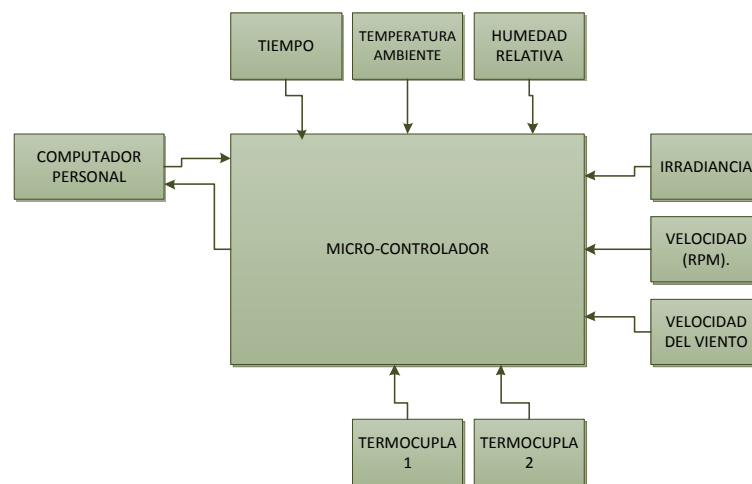 TIEMPO
TEMPERATURA
AMBIENTE
HUMEDAD
RELATIVA
COMPUTADOR
PERSONAL
MICRO-CONTROLADOR
IRRADIANCIA
VELOCIDAD
(RPM).
VELOCIDAD
DEL VIENTO
TERMOCUPLA
1
TERMOCUPLA
2